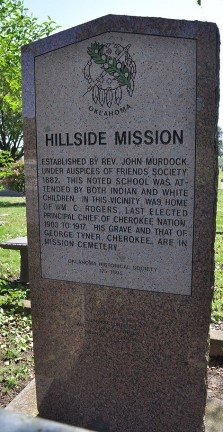 OKLAHOMA
HILLSIDE MISSION
ESTABLISHED BY REV. JOHN MURDOCK
UNDER AUSPICES OF FRIENDS SOCIETY,
1882. THIS NOTED SCHOOL WAS AT-
TENDED BY BOTH INDIAN AND WHITE
CHILDREN. IN THIS VICINITY WAS HOME
OF WM. C. ROGERS, LAST ELECTED
PRINCIPAL CHIEF OF CHEROKEE NATION,
1903 TO 1917. HIS GRAVE AND THAT OF
GEORGE TYNER, CHEROKEE, ARE IN
MISSION CEMETERY.
OKLAHOMA HISTORICAL SOCIETY